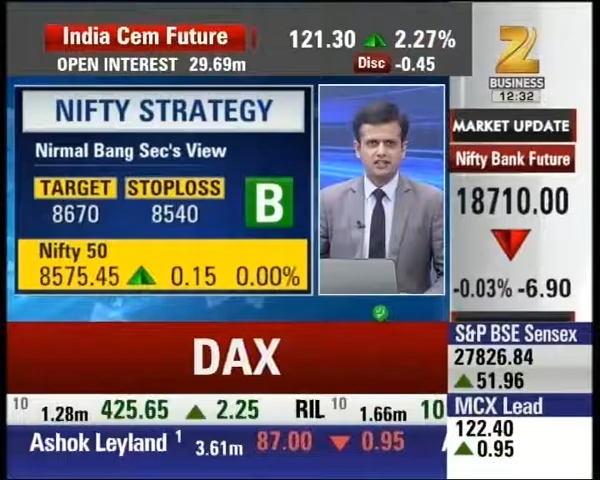 India Cem Future
121.30 2.27%
OPEN INTEREST 29.69m
Disc -0.45
Z
BUSINESS
12:32
NIFTY STRATEGY
Nirmal Bang Sec's View
TARGET STOPLOSS
8670 8540
B
Nifty 50
8575.45 0.15 0.00%
MARKET UPDATE
Nifty Bank Future
18710.00
-0.03% -6.90
DAX
S&P BSE Sensex
27826.84
51.96
MCX Lead
122.40
0.95
10 1.28m 425.65 2.25 RIL 10 1.66m 10
Ashok Leyland 1 3.61m 87.00 0.95